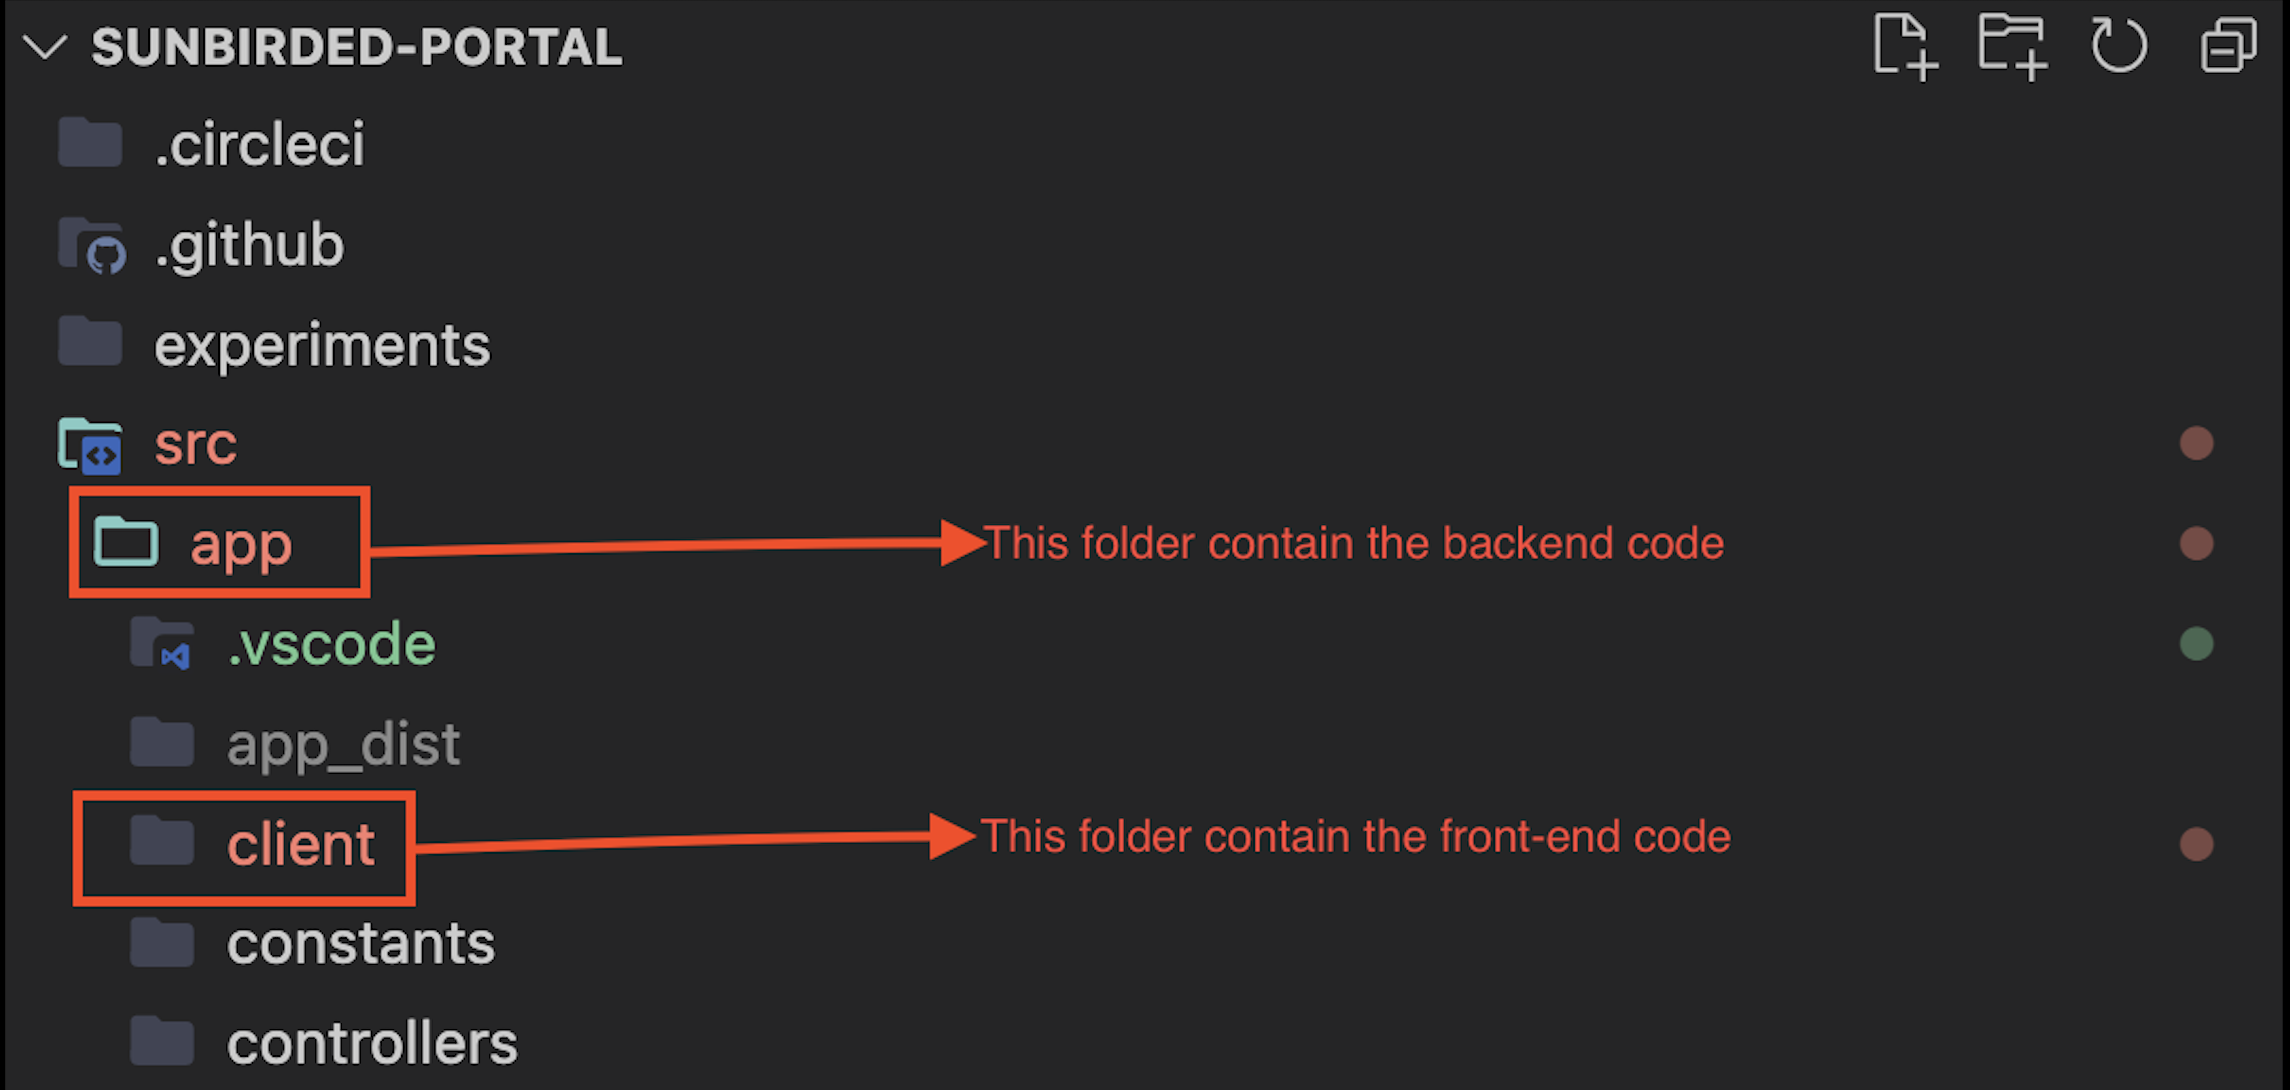 SUNBIRDED-PORTAL
.circleci
.github
experiments
src
app This folder contain the backend code
.vscode
app_dist
client This folder contain the front-end code
constants
controllers